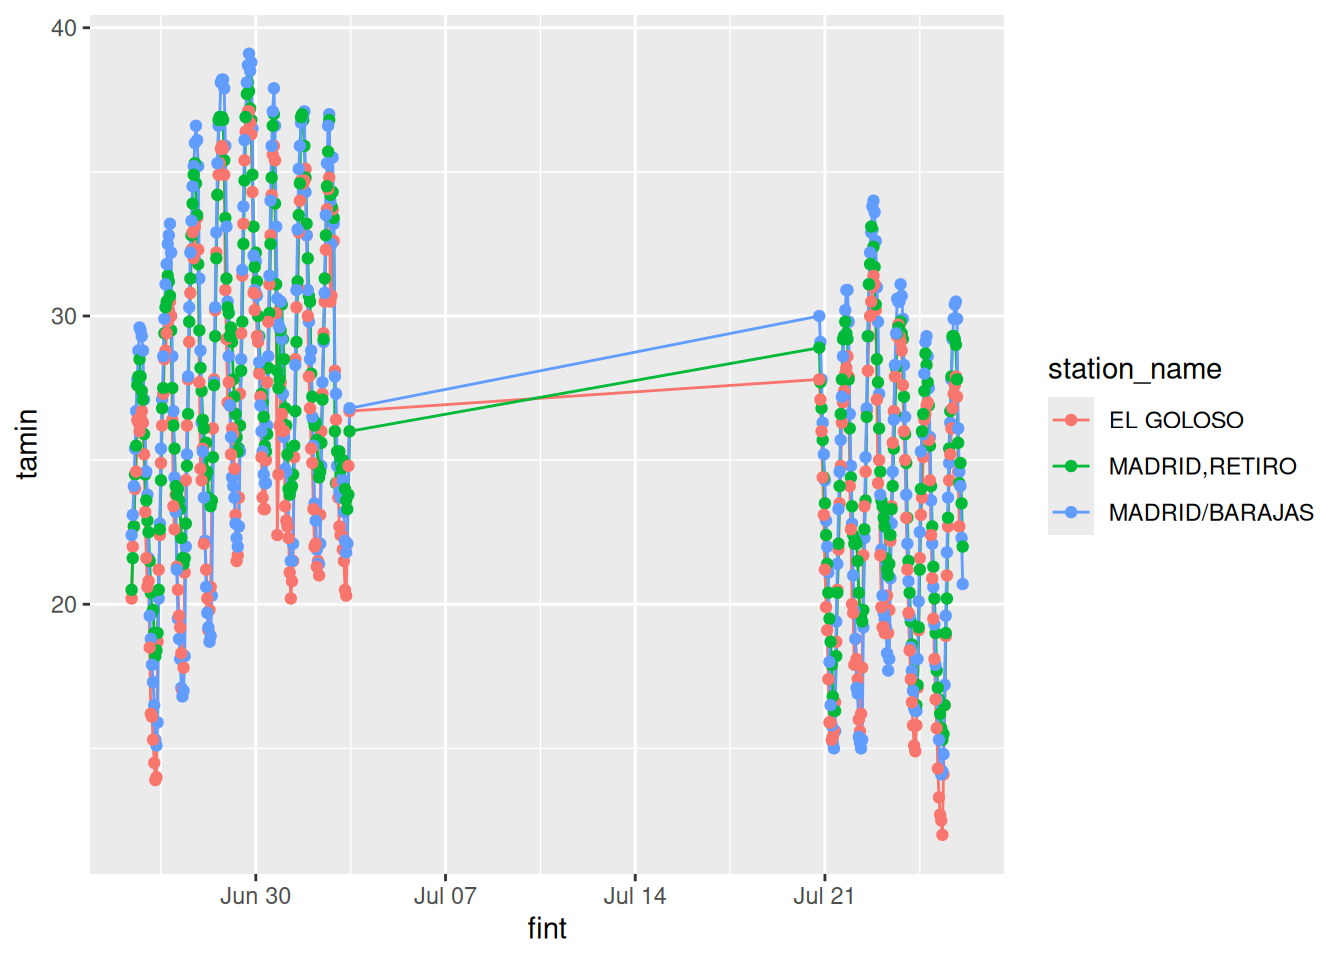 40
30
20
tamin
Jun 30
Jul 07
Jul 14
Jul 21
fint
station_name
EL GOLOSO
MADRID,RETIRO
MADRID/BARAJAS